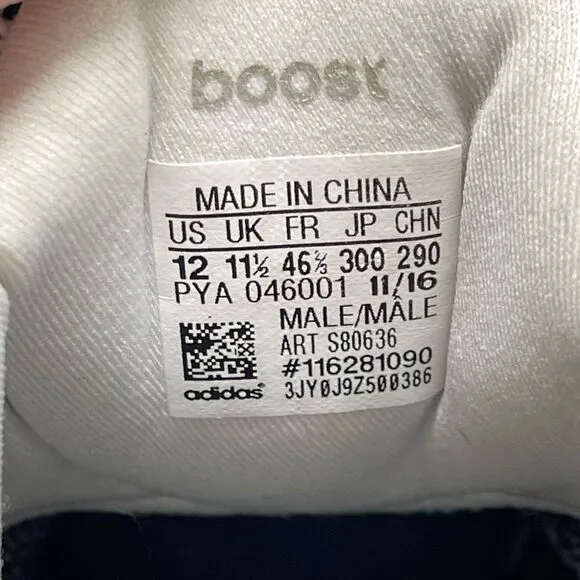 boost
MADE IN CHINA
US UK FR JP CHN
12 11½ 46⅔ 300 290
PYA 046001 11/16
MALE/MÂLE
ART S80636
#116281090
adidas 3JY0J9Z500386